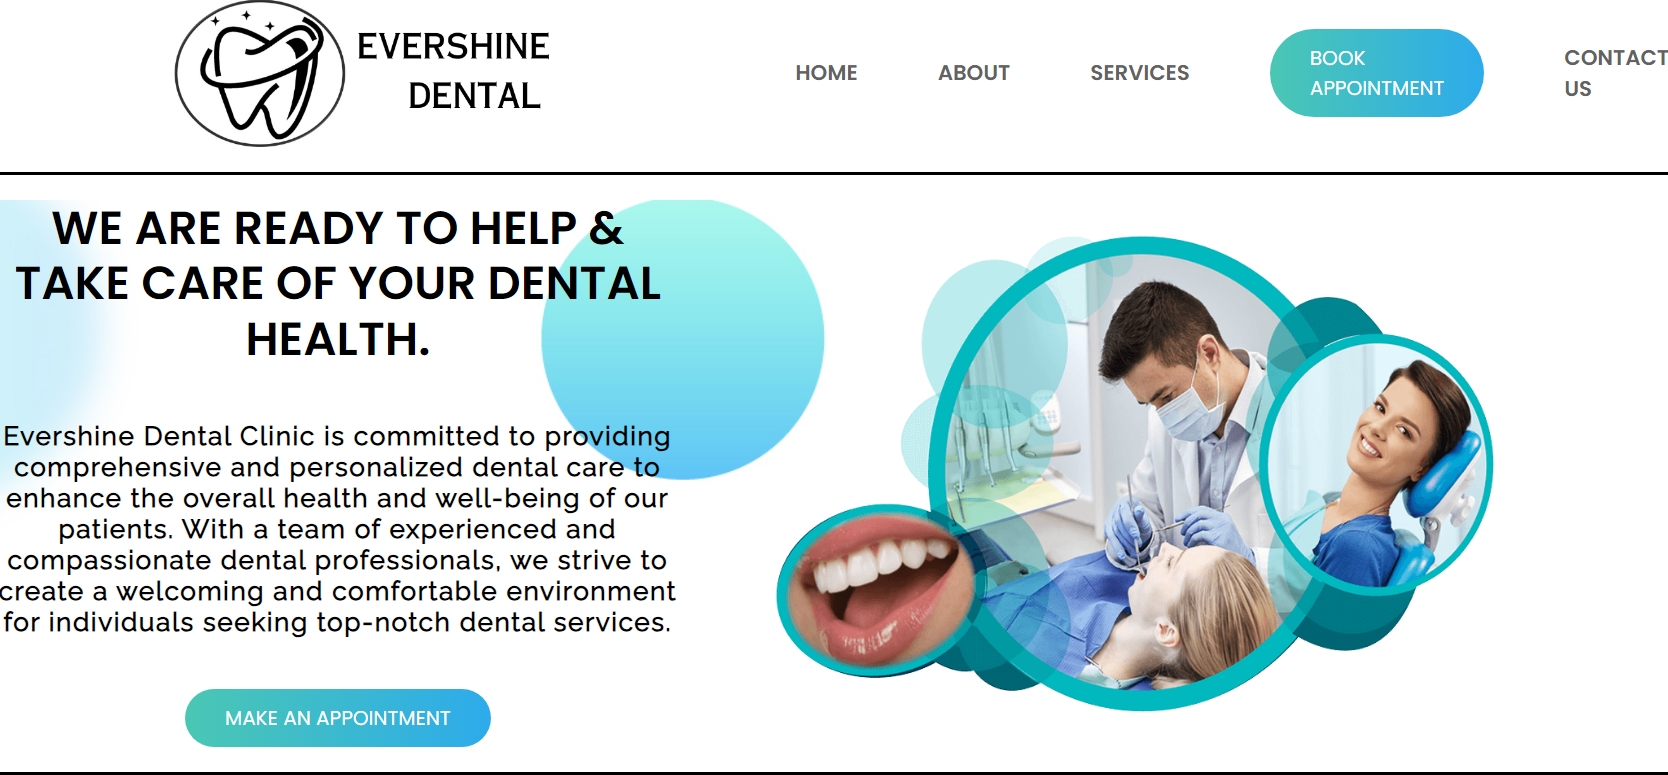 EVERSHINE
DENTAL
HOME
ABOUT
SERVICES
BOOK
APPOINTMENT
CONTACT
US
WE ARE READY TO HELP &
TAKE CARE OF YOUR DENTAL
HEALTH.
Evershine Dental Clinic is committed to providing
comprehensive and personalized dental care to
enhance the overall health and well-being of our
patients. With a team of experienced and
compassionate dental professionals, we strive to
create a welcoming and comfortable environment
for individuals seeking top-notch dental services.
MAKE AN APPOINTMENT